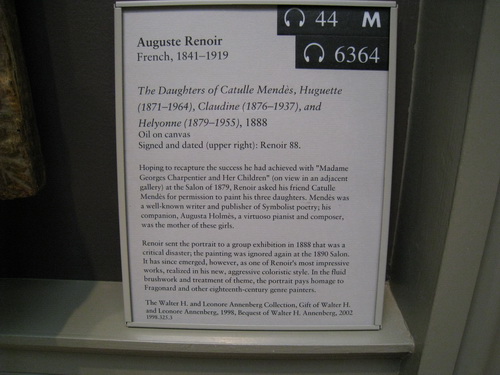 44 M
6364
Auguste Renoir
French, 1841–1919
The Daughters of Catulle Mendès, Huguette
(1871–1964), Claudine (1876–1937), and
Helyonne (1879–1955), 1888
Oil on canvas
Signed and dated (upper right): Renoir 88.
Hoping to recapture the success he had achieved with "Madame
Georges Charpentier and Her Children" (on view in an adjacent
gallery) at the Salon of 1879, Renoir asked his friend Catulle
Mendès for permission to paint his three daughters. Mendès was
a well-known writer and publisher of Symbolist poetry; his
companion, Augusta Holmès, a virtuoso pianist and composer,
was the mother of these girls.
Renoir sent the portrait to a group exhibition in 1888 that was a
critical disaster; the painting was ignored again at the 1890 Salon.
It has since emerged, however, as one of Renoir's most impressive
works, realized in his new, aggressive coloristic style. In the fluid
brushwork and treatment of theme, the portrait pays homage to
Fragonard and other eighteenth-century genre painters.
The Walter H. and Leonore Annenberg Collection, Gift of Walter H.
and Leonore Annenberg, 1998, Bequest of Walter H. Annenberg, 2002
1998.325.3